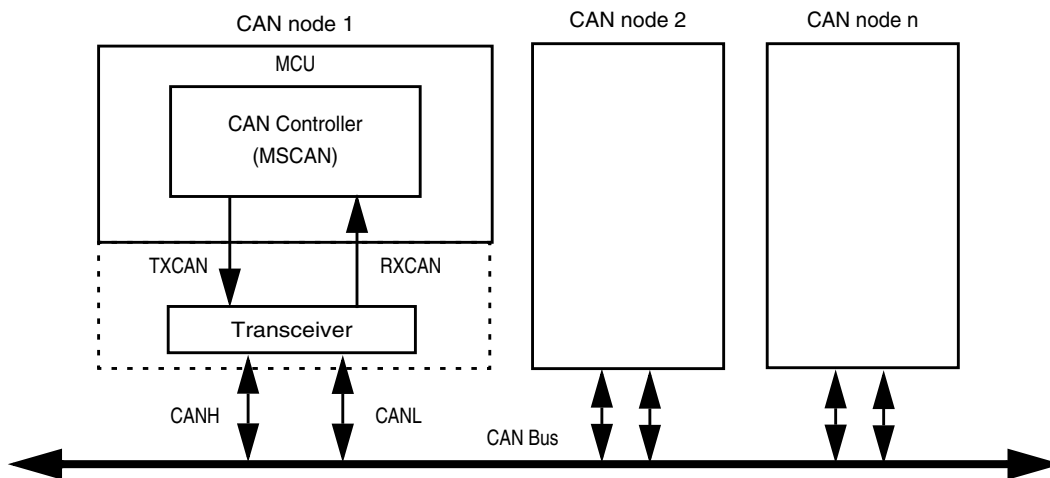 CAN node 1
CAN node 2
CAN node n
MCU
CAN Controller
(MSCAN)
TXCAN
RXCAN
Transceiver
CANH
CANL
CAN Bus